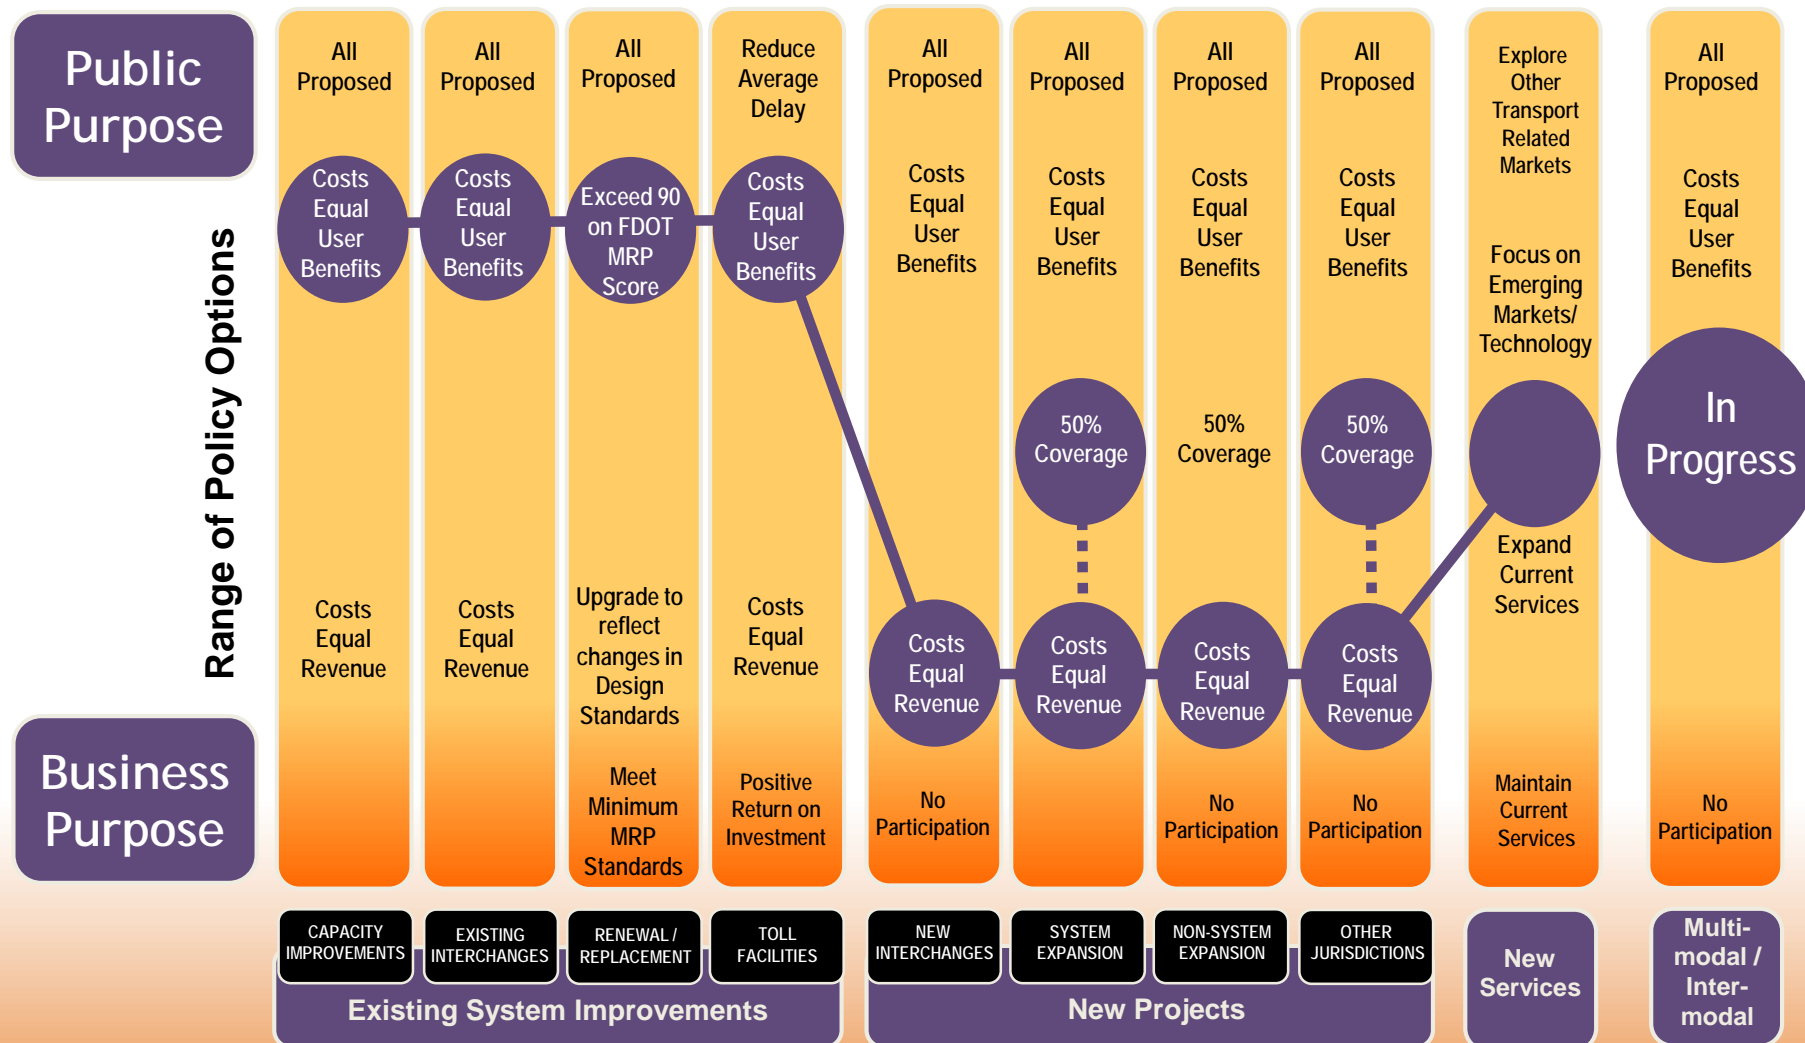 Public
Purpose
Range of Policy Options
Business
Purpose
All
Proposed
Costs
Equal
User
Benefits
Costs
Equal
Revenue
CAPACITY
IMPROVEMENTS
All
Proposed
Costs
Equal
User
Benefits
Costs
Equal
Revenue
EXISTING
INTERCHANGES
All
Proposed
Exceed 90
on FDOT
MRP
Score
Upgrade to
reflect
changes in
Design
Standards
Meet
Minimum
MRP
Standards
RENEWAL /
REPLACEMENT
Reduce
Average
Delay
Costs
Equal
User
Benefits
Costs
Equal
Revenue
Positive
Return on
Investment
TOLL
FACILITIES
Existing System Improvements
All
Proposed
Costs
Equal
User
Benefits
Costs
Equal
Revenue
No
Participation
NEW
INTERCHANGES
All
Proposed
Costs
Equal
User
Benefits
50%
Coverage
Costs
Equal
Revenue
SYSTEM
EXPANSION
All
Proposed
Costs
Equal
User
Benefits
50%
Coverage
Costs
Equal
Revenue
No
Participation
NON-SYSTEM
EXPANSION
All
Proposed
Costs
Equal
User
Benefits
50%
Coverage
Costs
Equal
Revenue
No
Participation
OTHER
JURISDICTIONS
New Projects
Explore
Other
Transport
Related
Markets
Focus on
Emerging
Markets/
Technology
Expand
Current
Services
Maintain
Current
Services
New
Services
All
Proposed
Costs
Equal
User
Benefits
In
Progress
No
Participation
Multi-
modal /
Inter-
modal